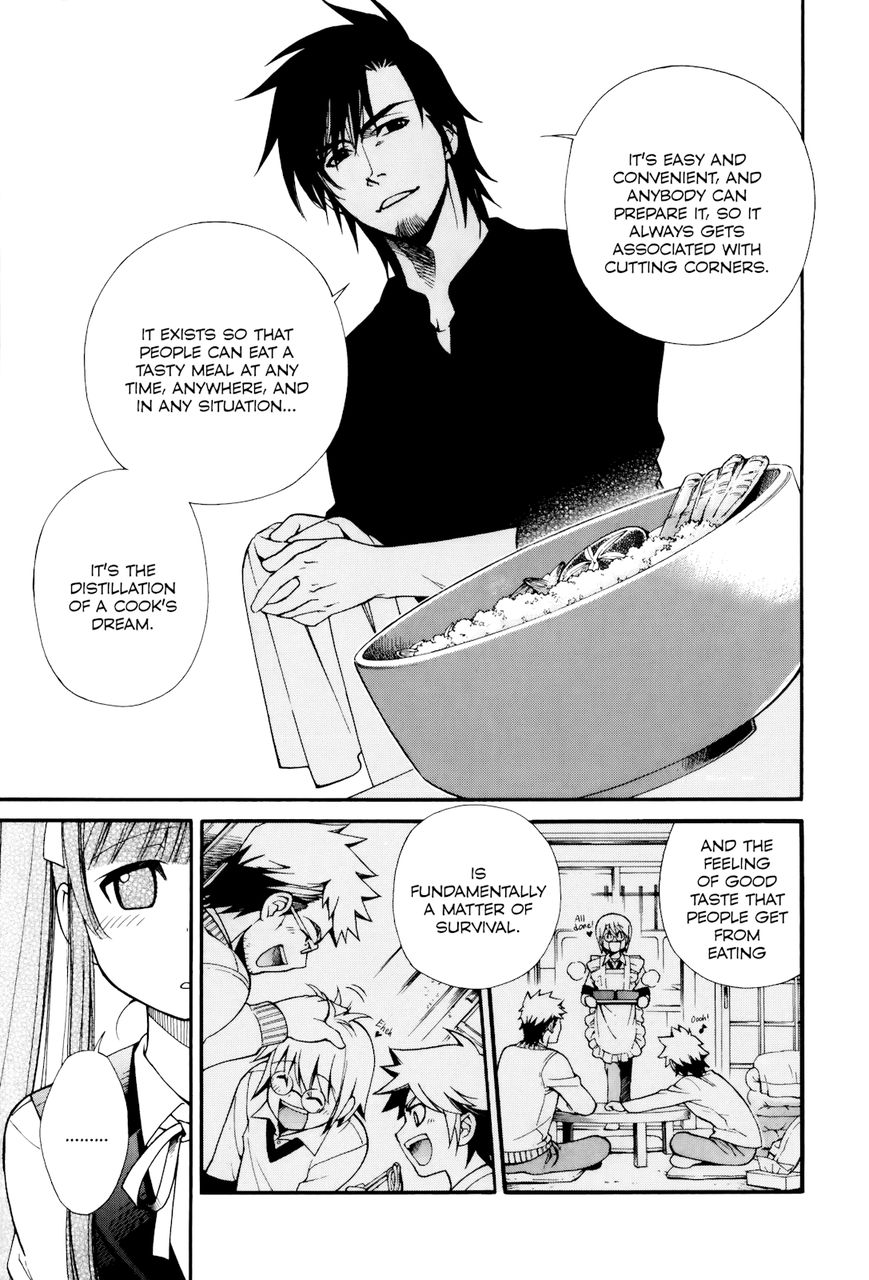 IT'S EASY AND
CONVENIENT, AND
ANYBODY CAN
PREPARE IT, SO IT
ALWAYS GETS
ASSOCIATED WITH
CUTTING CORNERS.
IT EXISTS SO THAT
PEOPLE CAN EAT A
TASTY MEAL AT ANY
TIME, ANYWHERE, AND
IN ANY SITUATION...
IT'S THE
DISTILLATION
OF A COOK'S
DREAM.
AND THE
FEELING
OF GOOD
TASTE THAT
PEOPLE GET
FROM
EATING
All
done!
Oooh!
IS
FUNDAMENTALLY
A MATTER OF
SURVIVAL.
.........